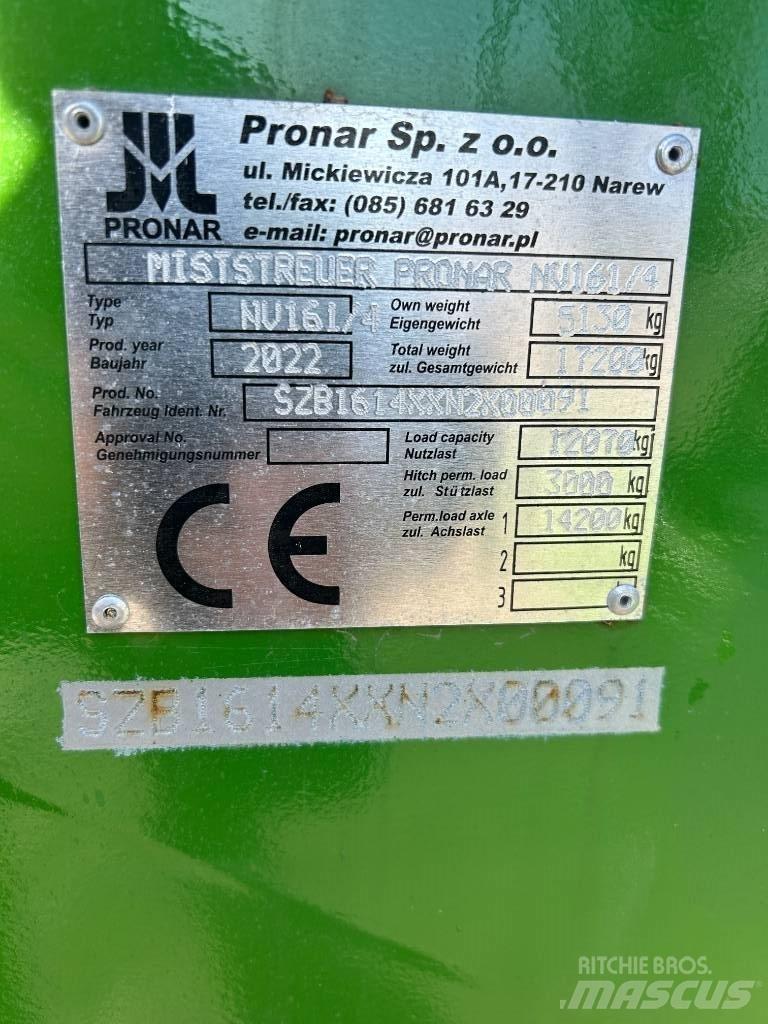 Pronar Sp. z o.o.
ul. Mickiewicza 101A,17-210 Narew
tel./fax: (085) 681 63 29
PRONAR e-mail: pronar@pronar.pl
MISTSTREUER PRONAR NV161/4
Type
Typ
NV161/4
Own weight
Eigengewicht
5130 kg
Prod. year
Baujahr
2022
Total weight
zul. Gesamtgewicht
17200 kg
Prod. No.
Fahrzeug Ident. Nr.
SZB1614XXN2X00091
Approval No.
Genehmigungsnummer
Load capacity
Nutzlast
12070 kg
Hitch perm. load
zul. Stützlast
3000 kg
Perm.load axle
zul. Achslast
1 14200 kg
2 kg
3
CE
SZB1614XXN2X00091
RITCHIE BROS.
MASCUS